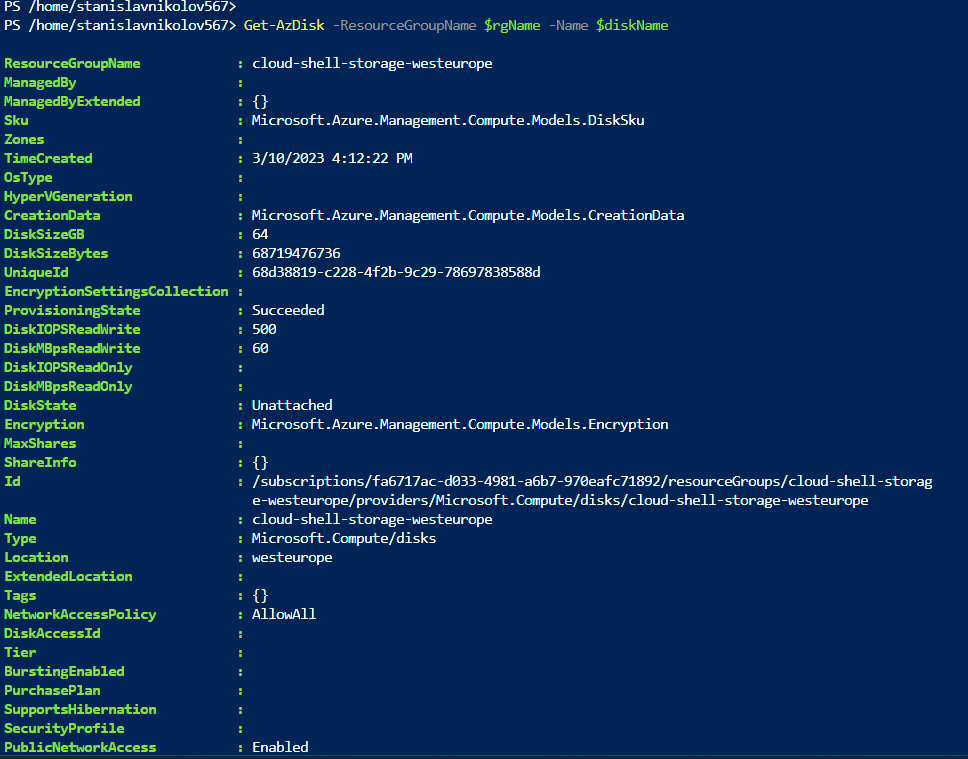 PS /home/stanislavnikolov567>
PS /home/stanislavnikolov567> Get-AzDisk -ResourceGroupName $rgName -Name $diskName
ResourceGroupName : cloud-shell-storage-westeurope
ManagedBy :
ManagedByExtended : {}
Sku : Microsoft.Azure.Management.Compute.Models.DiskSku
Zones :
TimeCreated : 3/10/2023 4:12:22 PM
OsType :
HyperVGeneration :
CreationData : Microsoft.Azure.Management.Compute.Models.CreationData
DiskSizeGB : 64
DiskSizeBytes : 68719476736
UniqueId : 68d38819-c228-4f2b-9c29-78697838588d
EncryptionSettingsCollection :
ProvisioningState : Succeeded
DiskIOPSReadWrite : 500
DiskMBpsReadWrite : 60
DiskIOPSReadOnly :
DiskMBpsReadOnly :
DiskState : Unattached
Encryption : Microsoft.Azure.Management.Compute.Models.Encryption
MaxShares :
ShareInfo : {}
Id : /subscriptions/fa6717ac-d033-4981-a6b7-970eafc71892/resourceGroups/cloud-shell-storag
e-westeurope/providers/Microsoft.Compute/disks/cloud-shell-storage-westeurope
Name : cloud-shell-storage-westeurope
Type : Microsoft.Compute/disks
Location : westeurope
ExtendedLocation :
Tags : {}
NetworkAccessPolicy : AllowAll
DiskAccessId :
Tier :
BurstingEnabled :
PurchasePlan :
SupportsHibernation :
SecurityProfile :
PublicNetworkAccess : Enabled